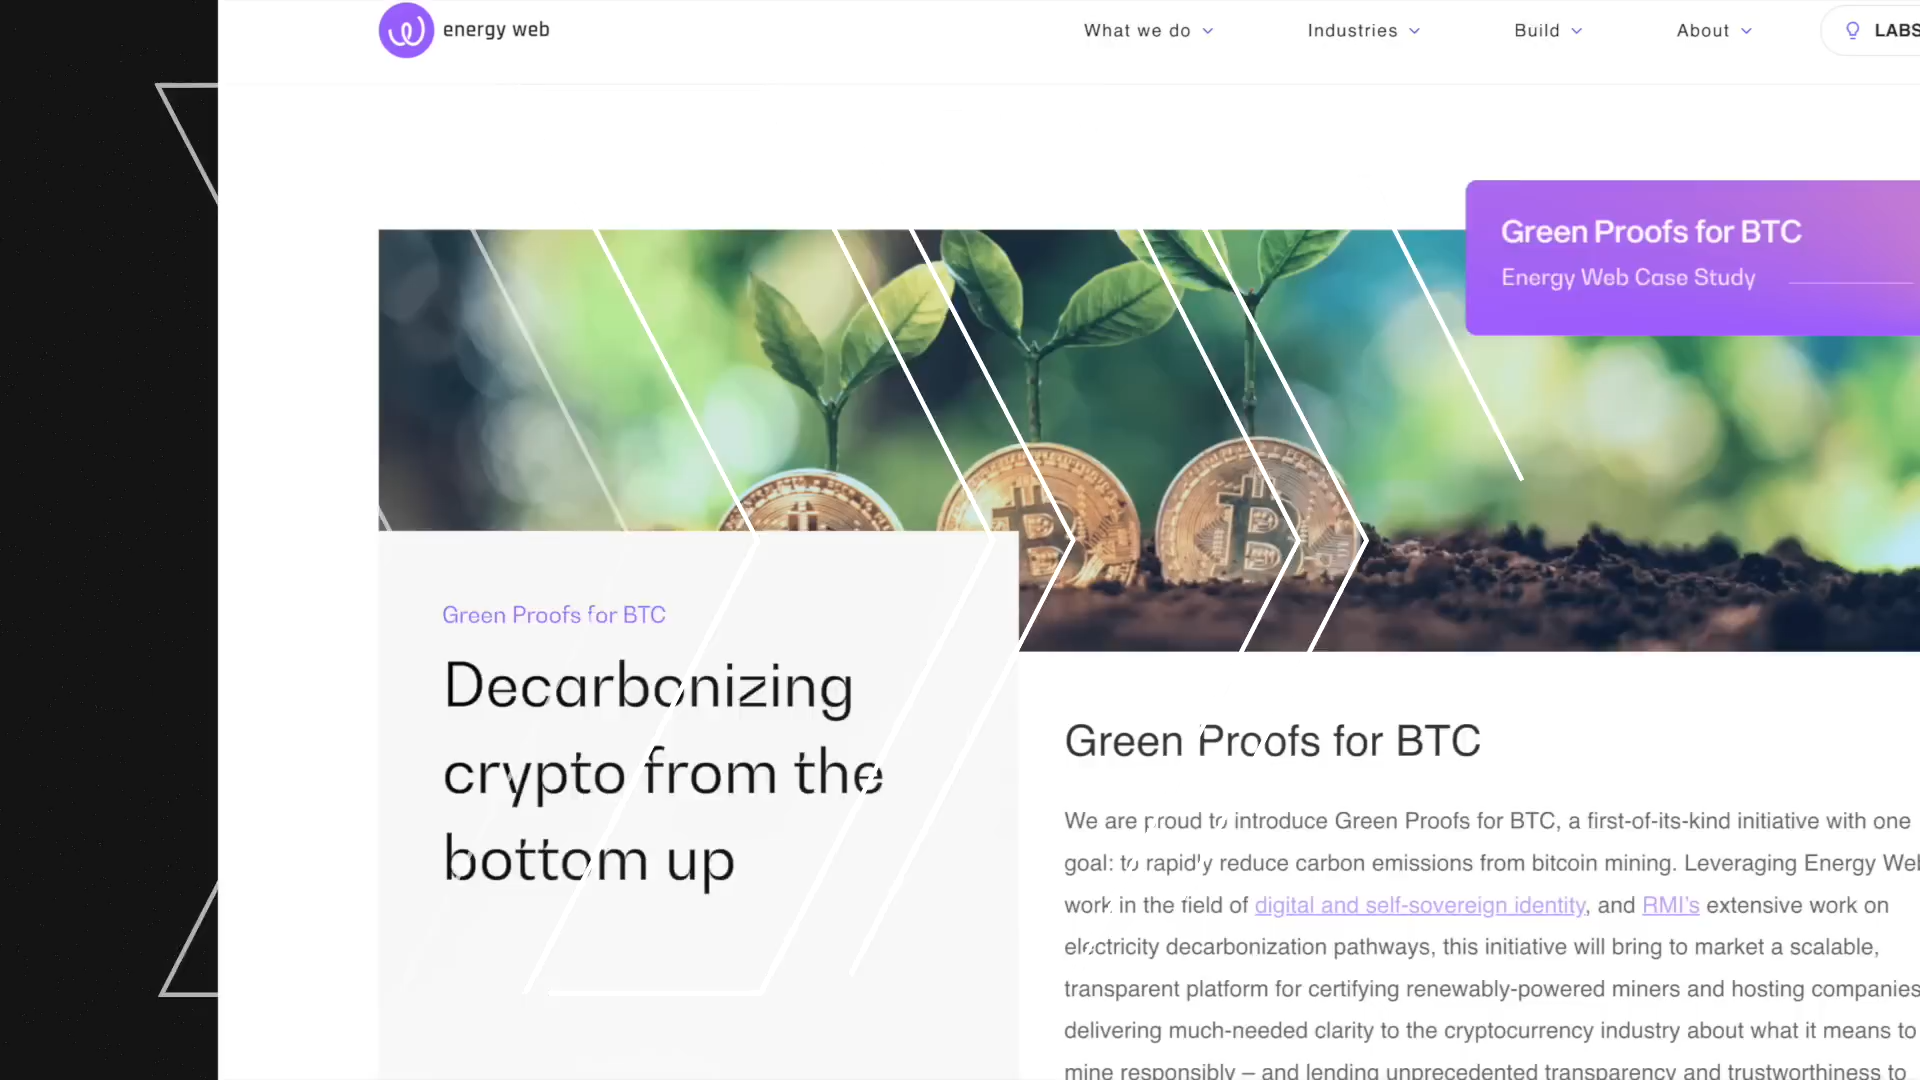 energy web
What we do
Industries
Build
About
LABS
Green Proofs for BTC
Energy Web Case Study
Green Proofs for BTC
Decarbonizing
crypto from the
bottom up
Green Proofs for BTC
We are proud to introduce Green Proofs for BTC, a first-of-its-kind initiative with one
goal: to rapidly reduce carbon emissions from bitcoin mining. Leveraging Energy Web
work in the field of digital and self-sovereign identity, and RMI's extensive work on
electricity decarbonization pathways, this initiative will bring to market a scalable,
transparent platform for certifying renewably-powered miners and hosting companies
delivering much-needed clarity to the cryptocurrency industry about what it means to
mine responsibly – and lending unprecedented transparency and trustworthiness to